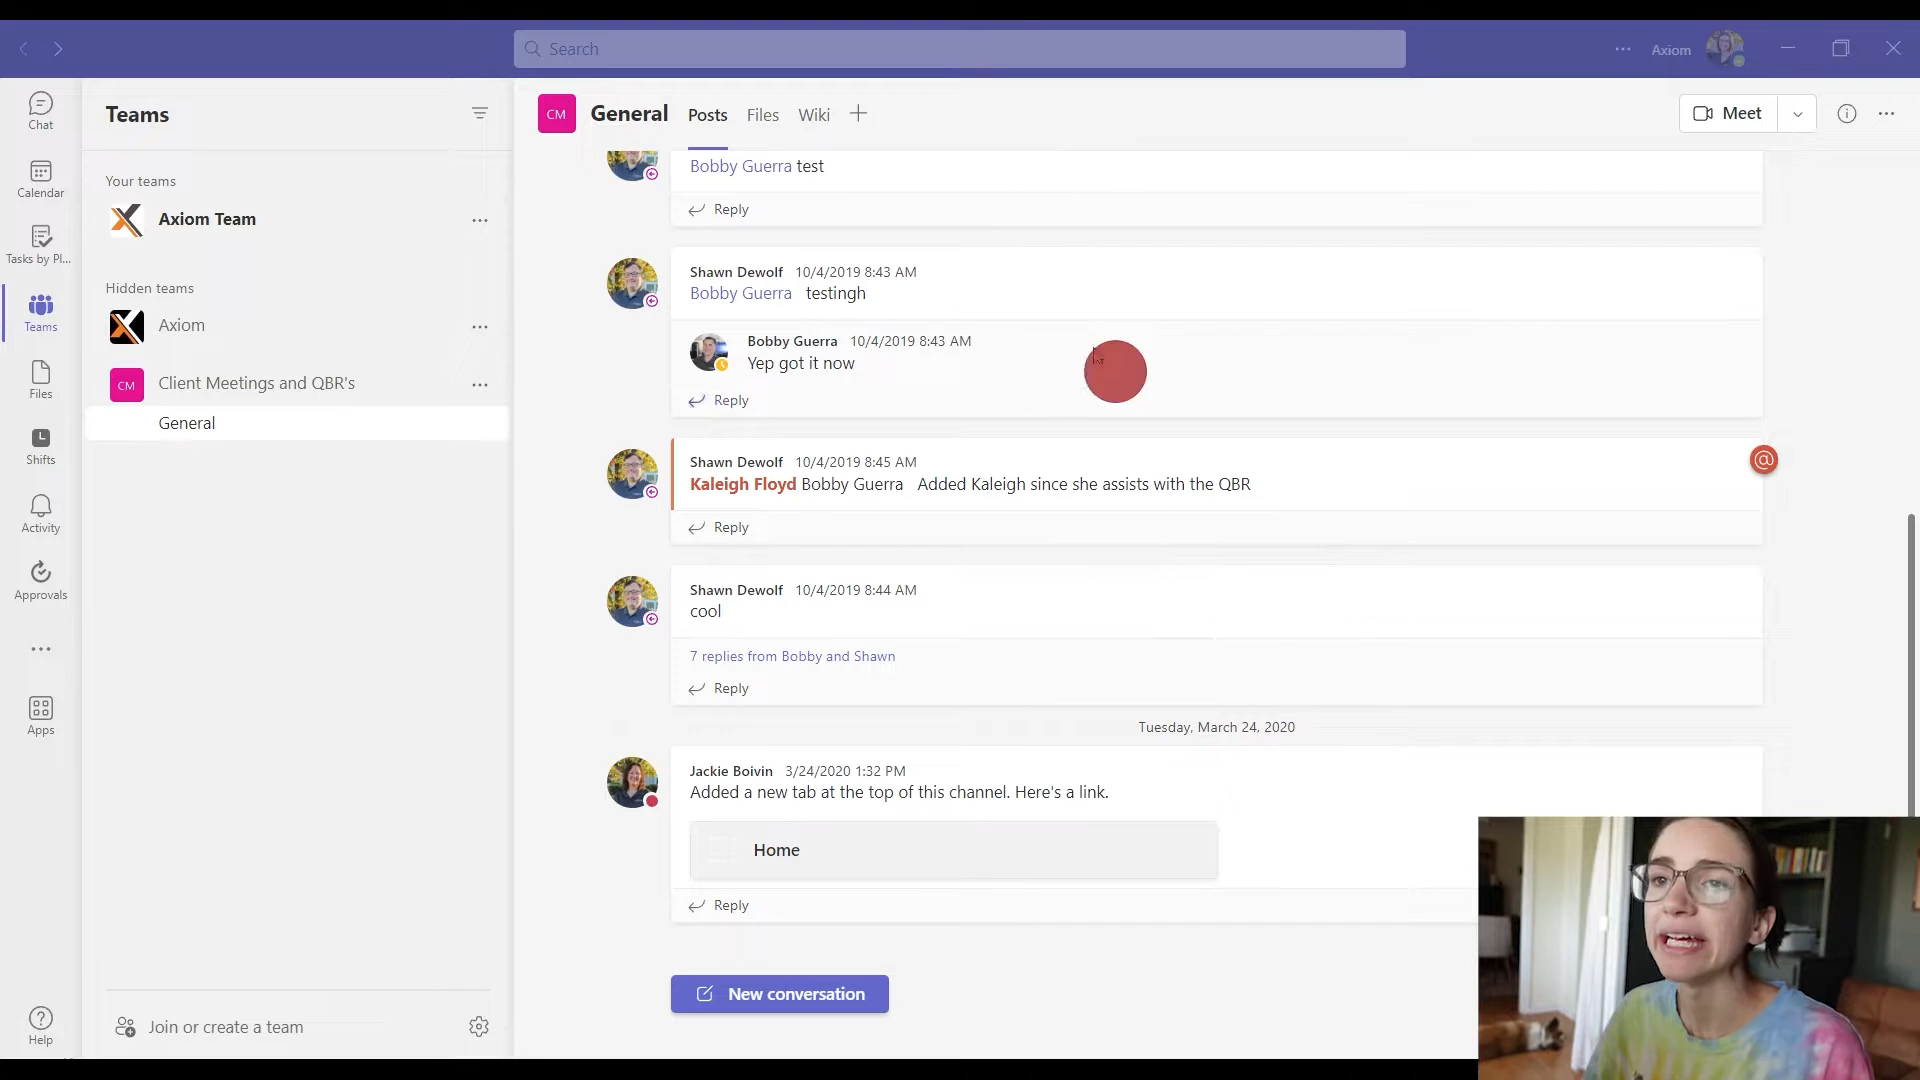 Search
Axiom
Chat
Calendar
Tasks by Pl...
Teams
Files
Shifts
Activity
Approvals
Apps
Help
Teams
Your teams
Axiom Team
Hidden teams
Axiom
CM Client Meetings and QBR's
General
Join or create a team
CM General Posts Files Wiki
Meet
Bobby Guerra test
Reply
Shawn Dewolf 10/4/2019 8:43 AM
Bobby Guerra testingh
Bobby Guerra 10/4/2019 8:43 AM
Yep got it now
Reply
Shawn Dewolf 10/4/2019 8:45 AM
@
Kaleigh Floyd Bobby Guerra Added Kaleigh since she assists with the QBR
Reply
Shawn Dewolf 10/4/2019 8:44 AM
cool
7 replies from Bobby and Shawn
Reply
Tuesday, March 24, 2020
Jackie Boivin 3/24/2020 1:32 PM
Added a new tab at the top of this channel. Here's a link.
Home
Reply
New conversation